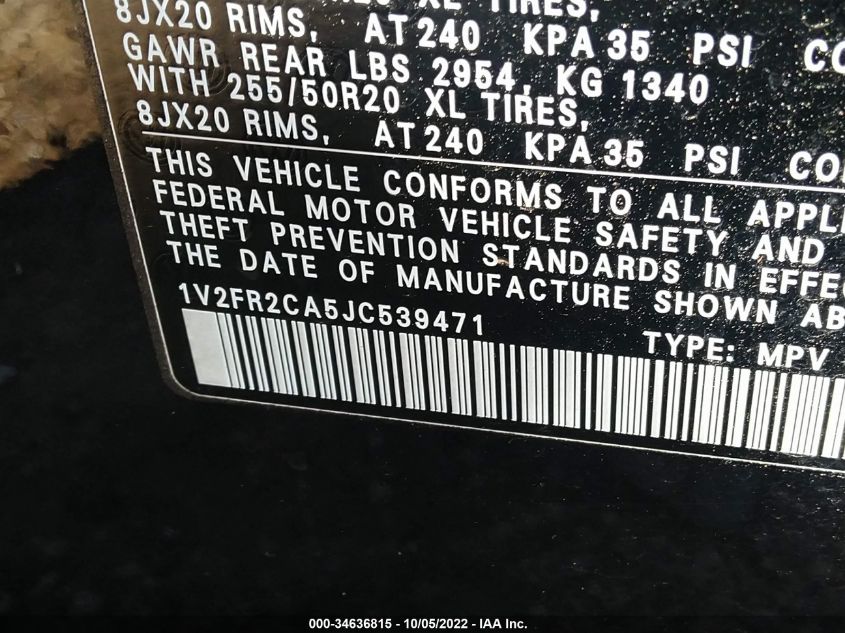 XL TIRES,
8JX20 RIMS, AT 240 KPA 35 PSI
GAWR REAR LBS 2954, KG 1340
WITH 255/50R20 XL TIRES,
8JX20 RIMS, AT 240 KPA 35 PSI
THIS VEHICLE CONFORMS TO ALL
FEDERAL MOTOR VEHICLE SAFETY AND
THEFT PREVENTION STANDARDS IN
THE DATE OF MANUFACTURE SHOWN
1V2FR2CA5JC539471
TYPE: MPV
000-34636815 - 10/05/2022 - IAA Inc.